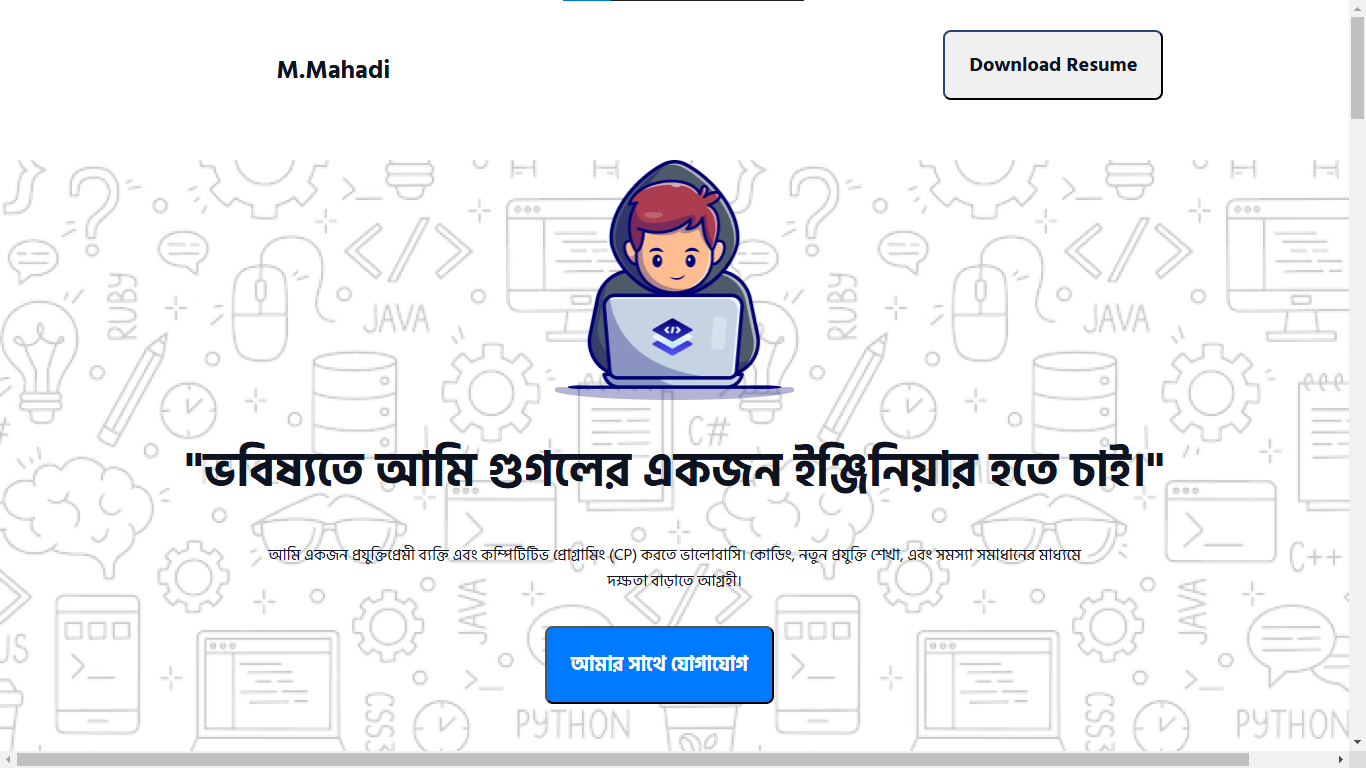 M.Mahadi
Download Resume
RUBY
JAVA
RUBY
JAVA
C#
"ভবিষ্যতে আমি গুগলের একজন ইঞ্জিনিয়ার হতে চাই।"
আমি একজন প্রযুক্তিপ্রেমী ব্যক্তি এবং কম্পিটিটিভ প্রোগ্রামিং (CP) করতে ভালোবাসি। কোডিং, নতুন প্রযুক্তি শেখা, এবং সমস্যা সমাধানের মাধ্যমে
দক্ষতা বাড়াতে আগ্রহী।
C++
JAVA
JAVA
JS
আমার সাথে যোগাযোগ
CSS
PYTHON
CSS
PYTHON